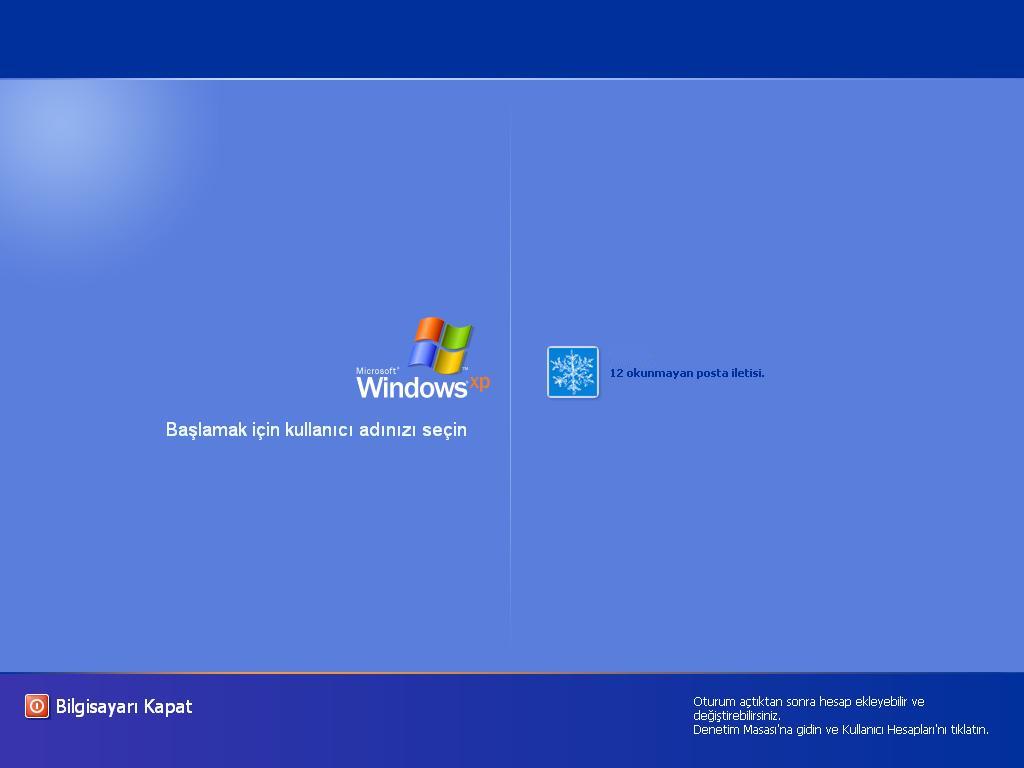 Microsoft®
Windows xp™
Başlamak için kullanıcı adınızı seçin
12 okunmayan posta iletisi.
Bilgisayarı Kapat
Oturum açtıktan sonra hesap ekleyebilir ve
değiştirebilirsiniz.
Denetim Masası'na gidin ve Kullanıcı Hesapları'nı tıklatın.